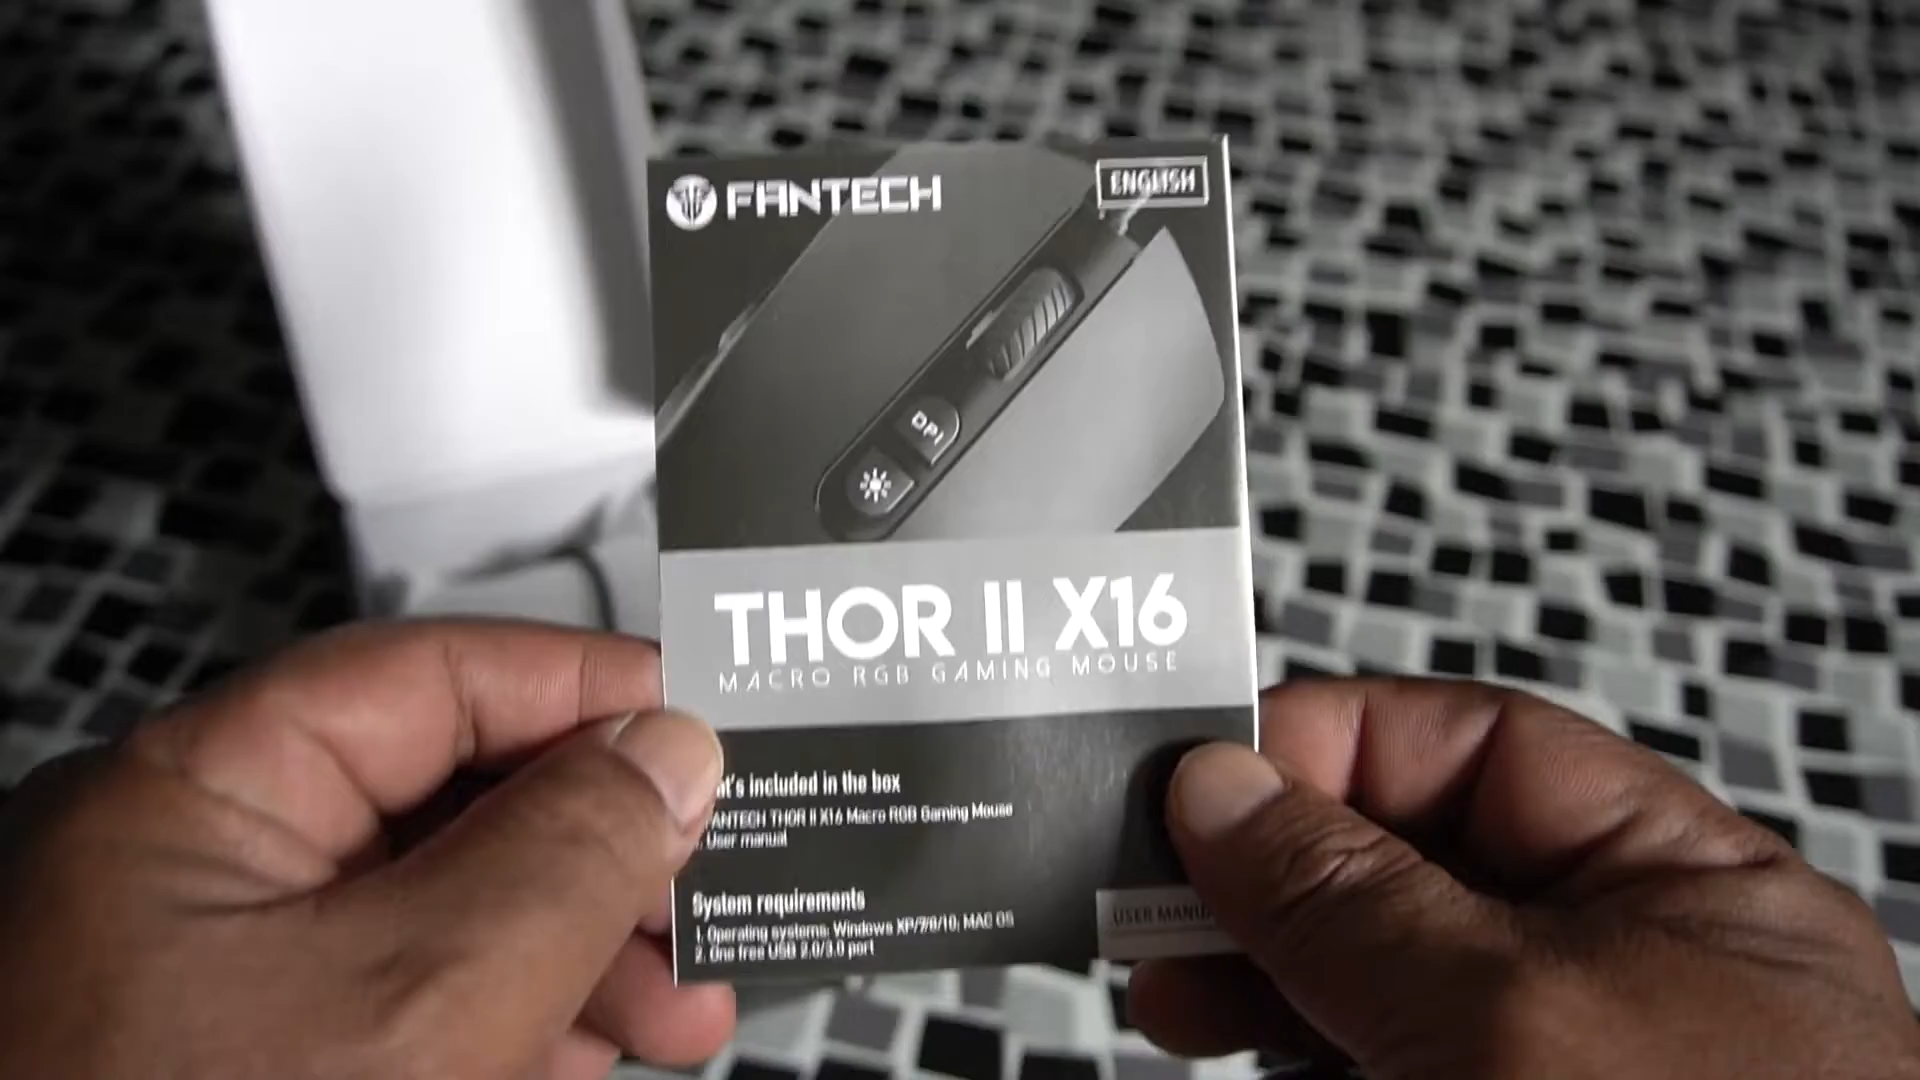 FANTECH
ENGLISH
DPI
THOR II X16
MACRO RGB GAMING MOUSE
at's included in the box
FANTECH THOR II X16 Macro RGB Gaming Mouse
User manual
System requirements
1. Operating systems: Windows XP/7/8/10; MAC OS
2. One free USB 2.0/3.0 port
USER MANUA